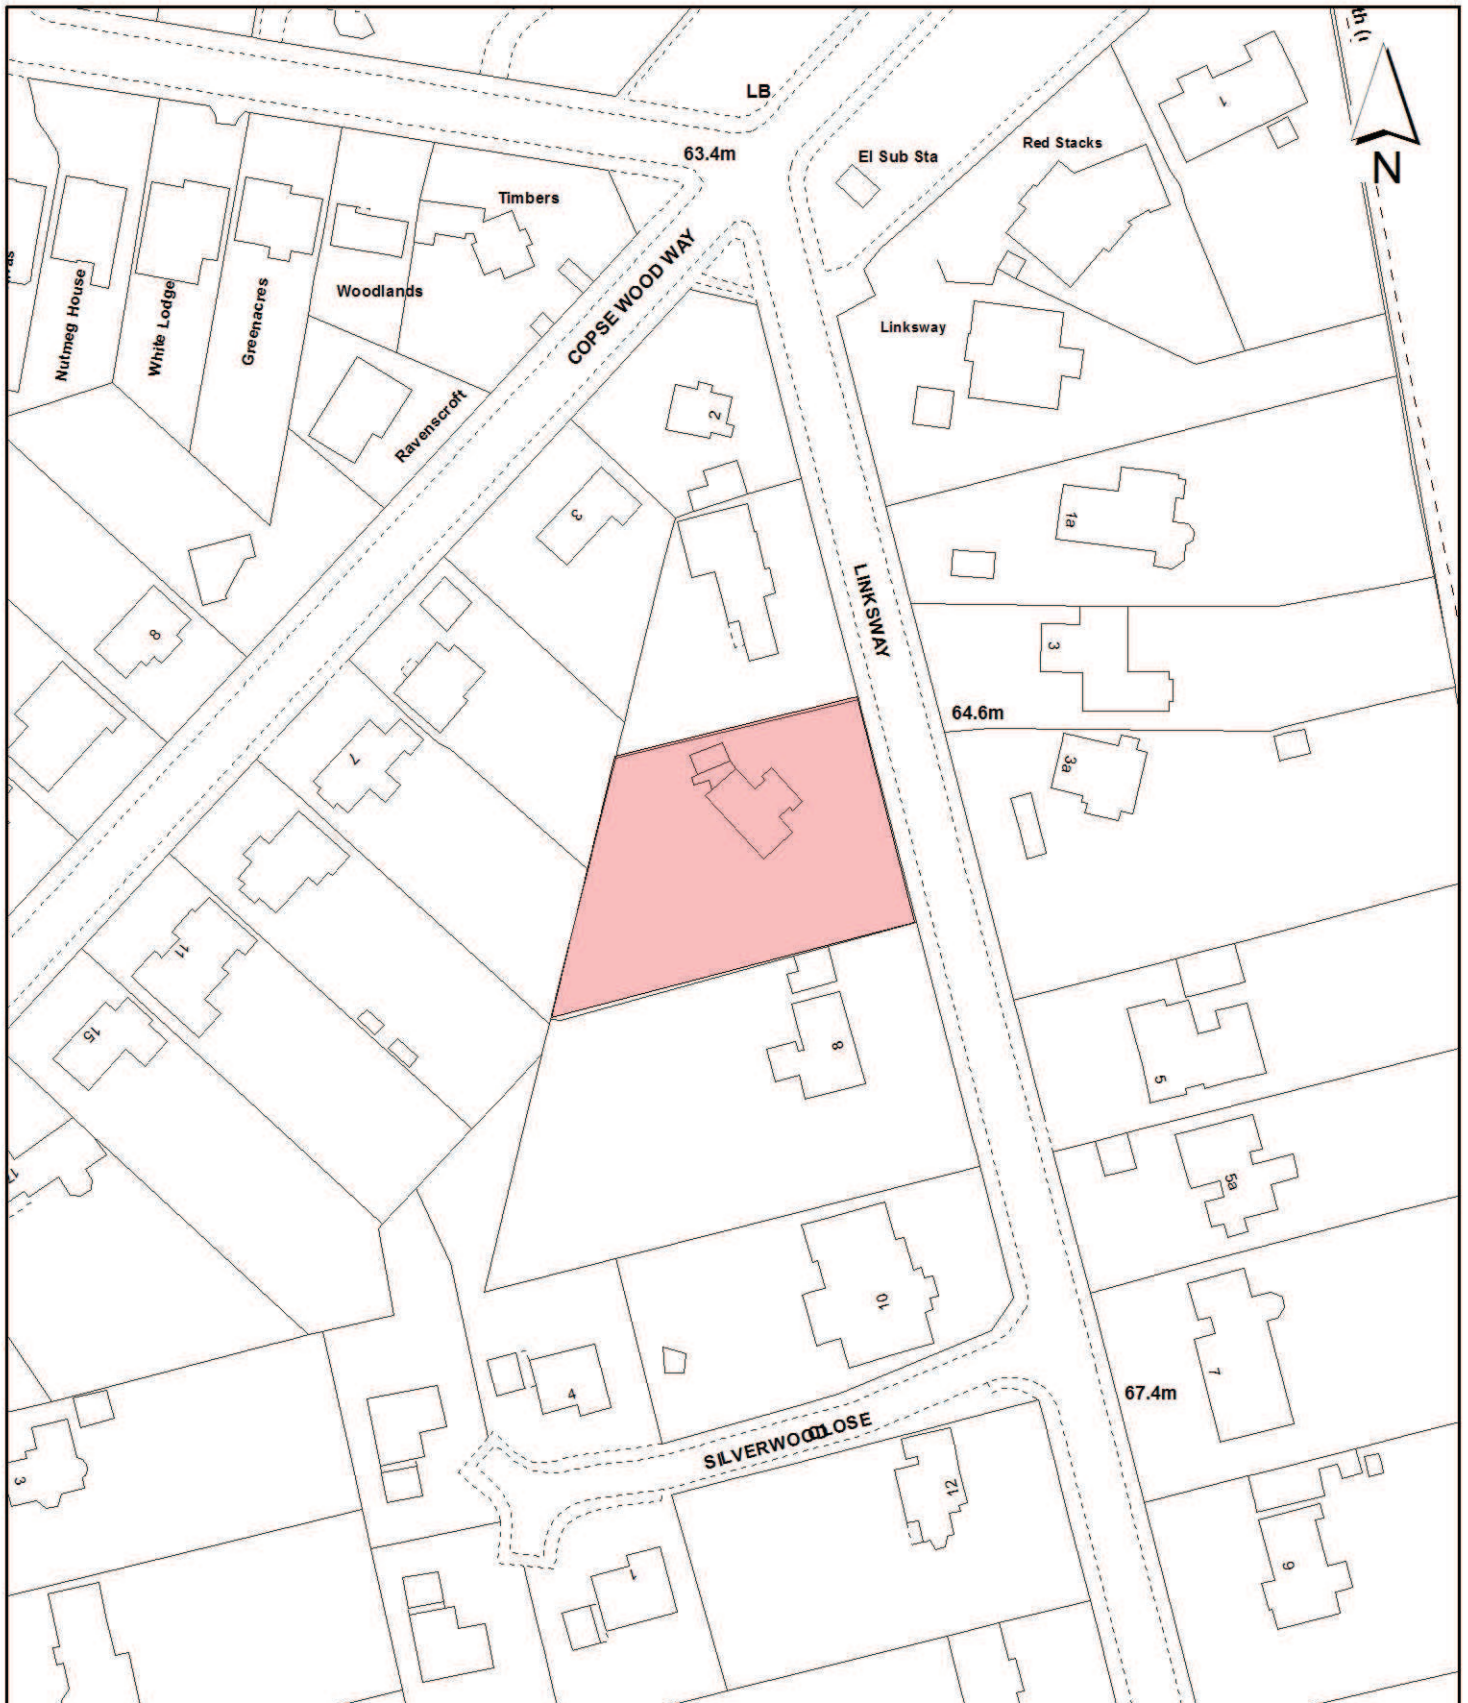 th (
LB
63.4m
El Sub Sta
Red Stacks
1
N
Timbers
COPSE WOOD WAY
Woodlands
Nutmeg House
White Lodge
Greenacres
Linksway
Ravenscroft
2
3
1a
LINKSWAY
8
3
64.6m
7
3a
11
15
8
5
5a
10
7
4
67.4m
SILVERWOOD CLOSE
3
12
1
9